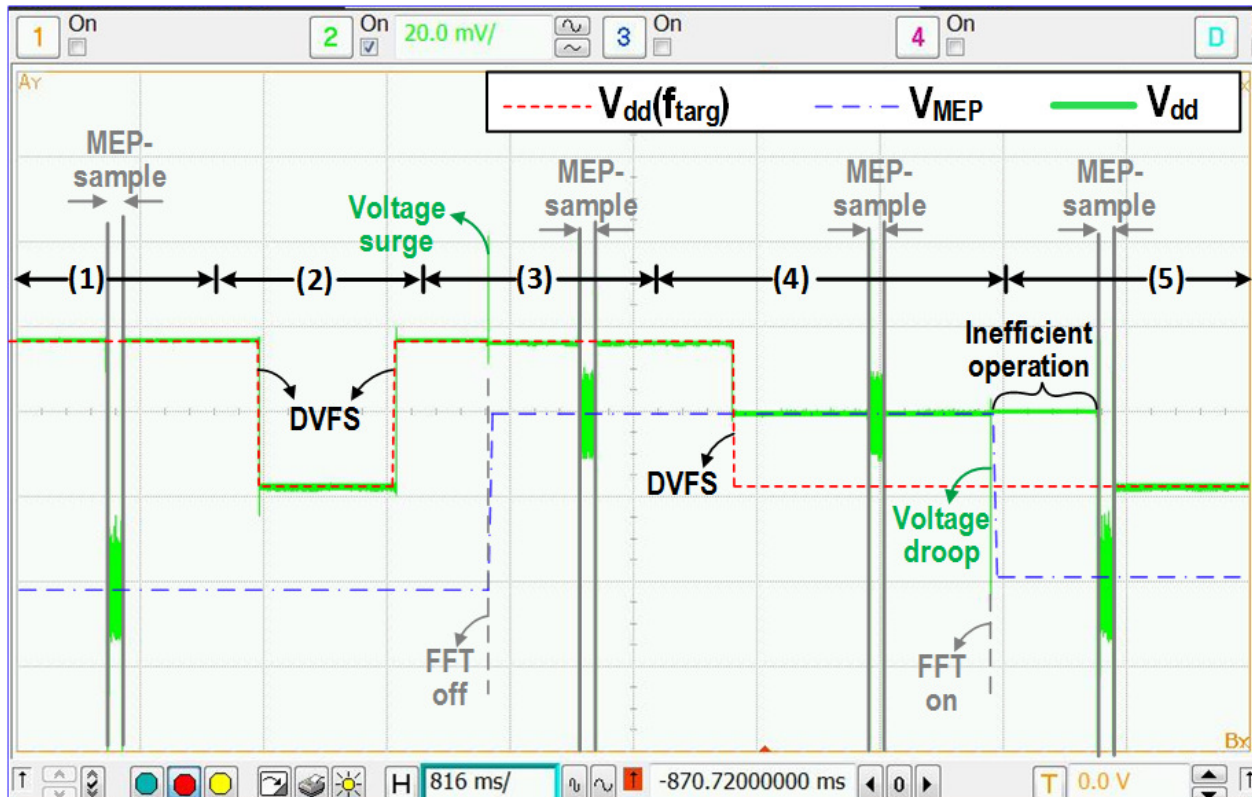 1 On 2 On 20.0 mV/ 3 On 4 On D
AY
Vdd(ftarg) VMEP Vdd
MEP-
sample
MEP-
sample
MEP-
sample
MEP-
sample
Voltage
surge
(1) (2) (3) (4) (5)
Inefficient
operation
DVFS
DVFS
Voltage
droop
FFT
off
FFT
on
Bx
H 816 ms/ -870.72000000 ms 0 T 0.0 V